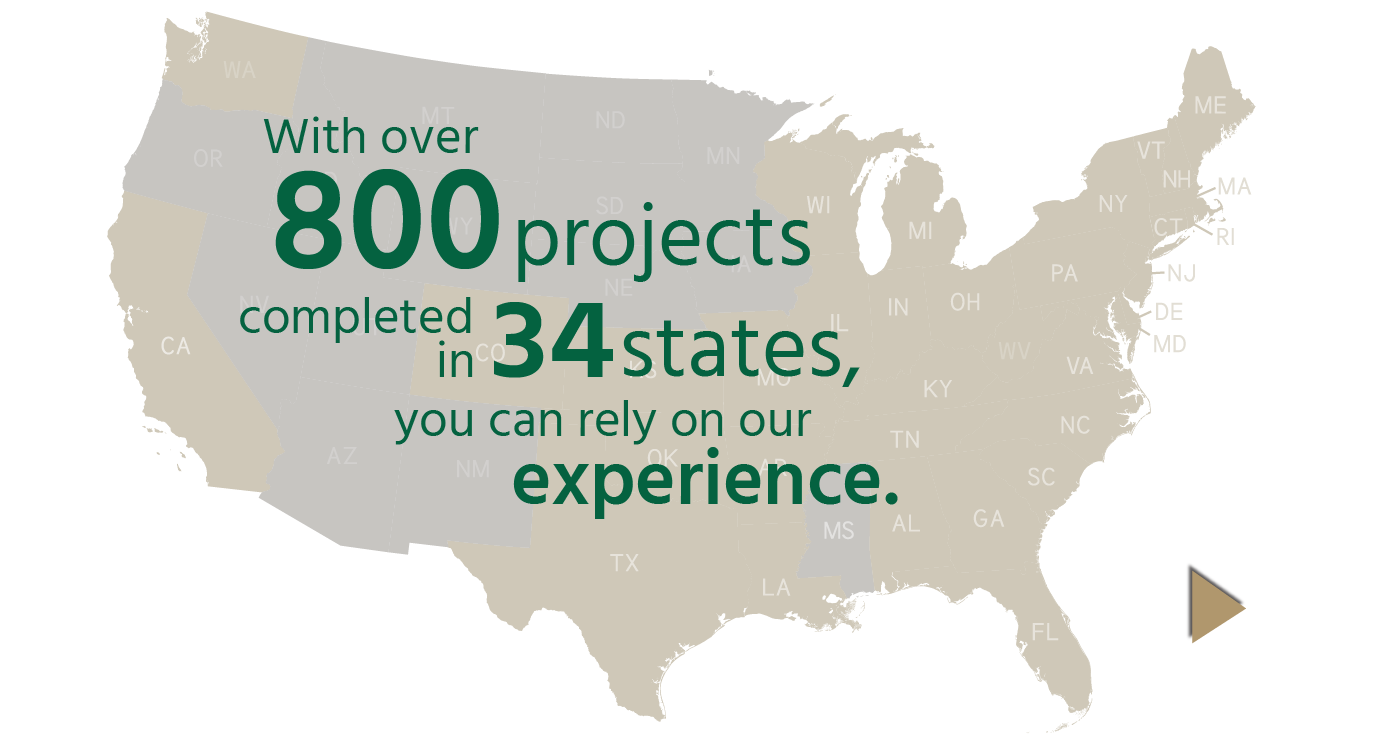 With over
800 projects
completed
in 34 states,
you can rely on our
experience.
WA
MT
ND
MN
OR
SD
WY
WI
MI
ME
VT
NH
MA
NY
CT
RI
IA
NE
PA
NJ
NV
IL
IN
OH
DE
MD
CA
CO
KS
MO
WV
VA
KY
AZ
NM
OK
AR
TN
NC
SC
MS
AL
GA
TX
LA
FL